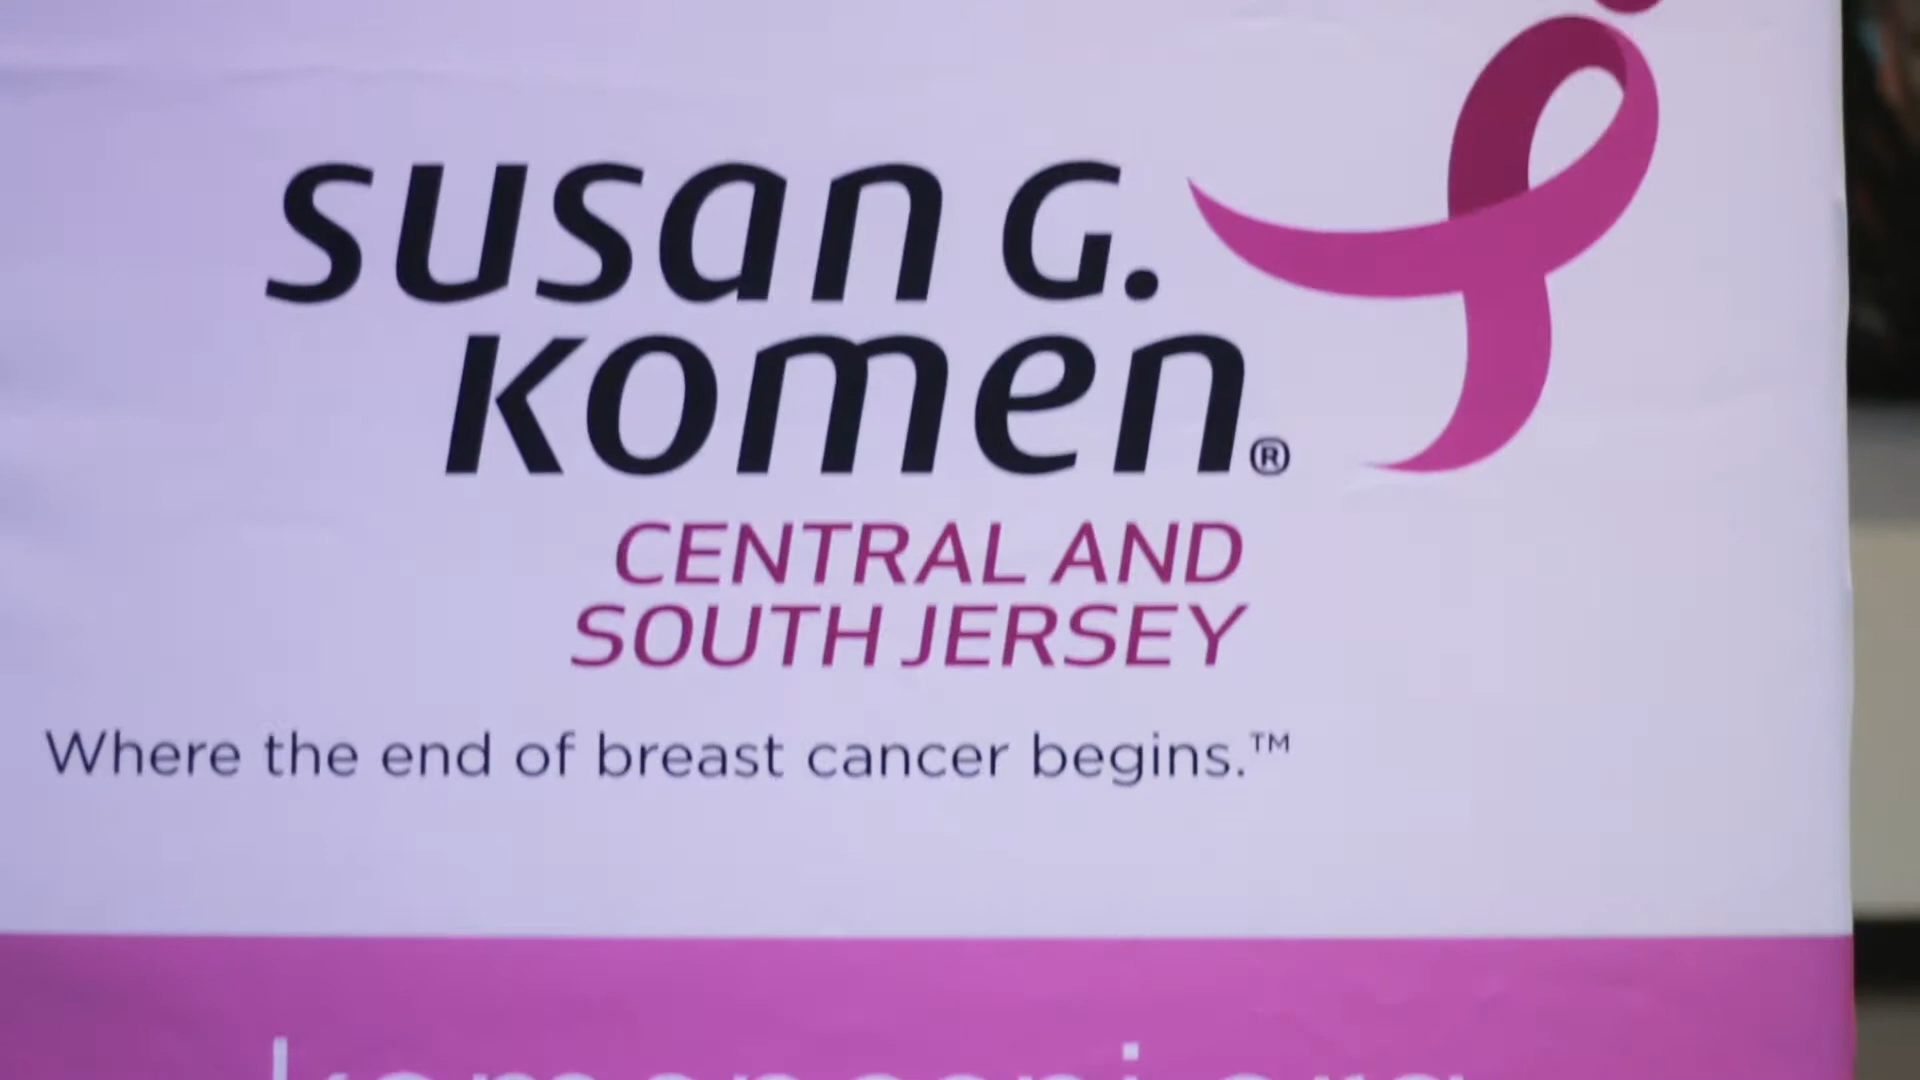 susan G.
komen®
CENTRAL AND
SOUTH JERSEY
Where the end of breast cancer begins.™